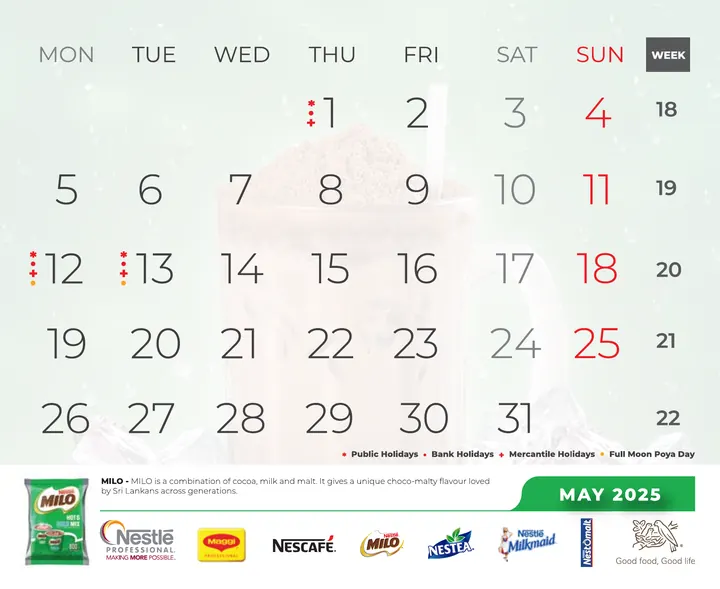 MON TUE WED THU FRI SAT SUN WEEK
* • + 1 2 3 4 18
5 6 7 8 9 10 11 19
* • + • 12 * • + • 13 14 15 16 17 18 20
19 20 21 22 23 24 25 21
26 27 28 29 30 31 22
* Public Holidays • Bank Holidays + Mercantile Holidays • Full Moon Poya Day
MILO - MILO is a combination of cocoa, milk and malt. It gives a unique choco-malty flavour loved
by Sri Lankans across generations.
MAY 2025
Nestlé
MILO
Nestlé
PROFESSIONAL.
MAKING MORE POSSIBLE.
Maggi
PROFESSIONAL
NESCAFÉ.
Nestlé
MILO
NESTEA
Nestlé
Milkmaid
NESTOMALT
Good food, Good life